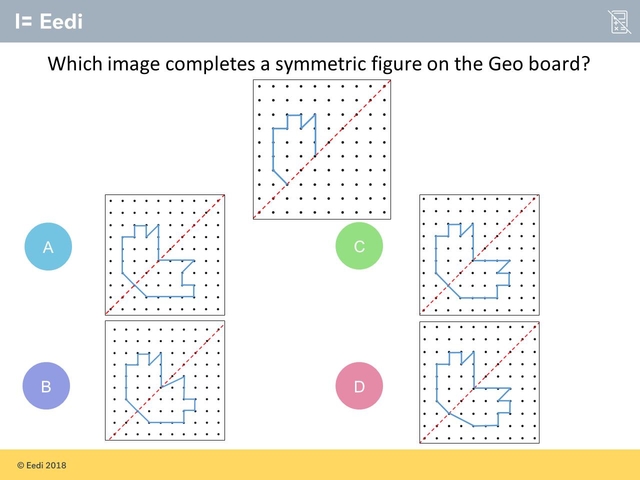 Eedi
Which image completes a symmetric figure on the Geo board?
A
C
B
D
© Eedi 2018